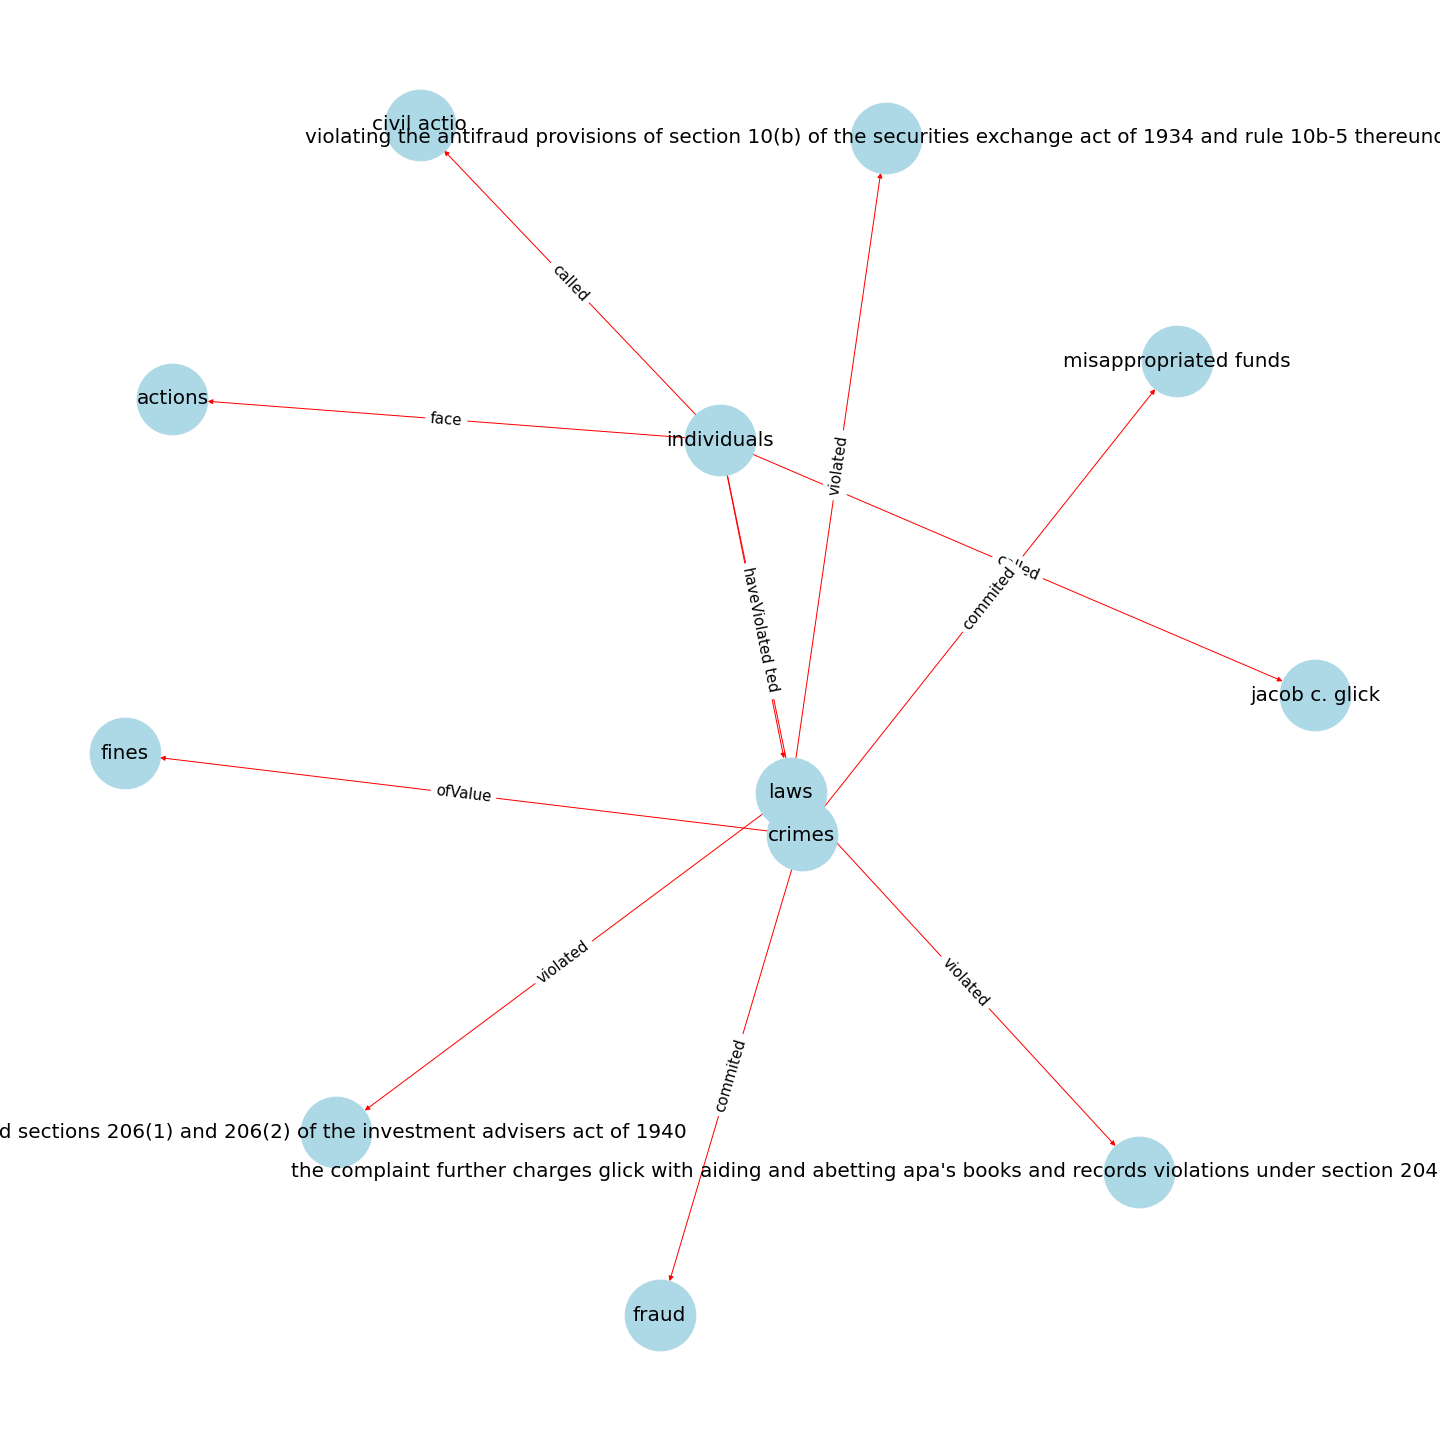 civil actio
violating the antifraud provisions of section 10(b) of the securities exchange act of 1934 and rule 10b-5
called
misappropriated funds
actions
face
individuals
violated
called
commited
haveViolated ted
jacob c. glick
fines
ofValue
laws
crimes
violated
violated
commited
sections 206(1) and 206(2) of the investment advisers act of 1940
the complaint further charges glick with aiding and abetting apa's books and records violations under section 204
fraud